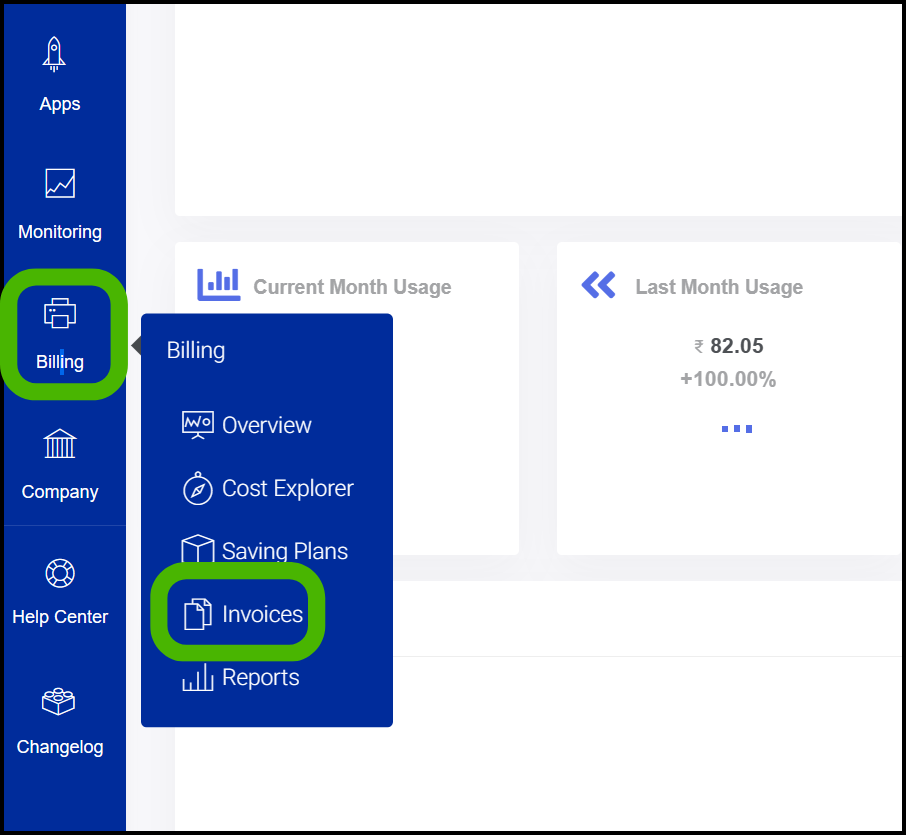 Apps
Monitoring
Billing
Company
Help Center
Changelog
Billing
Overview
Cost Explorer
Saving Plans
Invoices
Reports
Current Month Usage
Last Month Usage
₹ 82.05
+100.00%